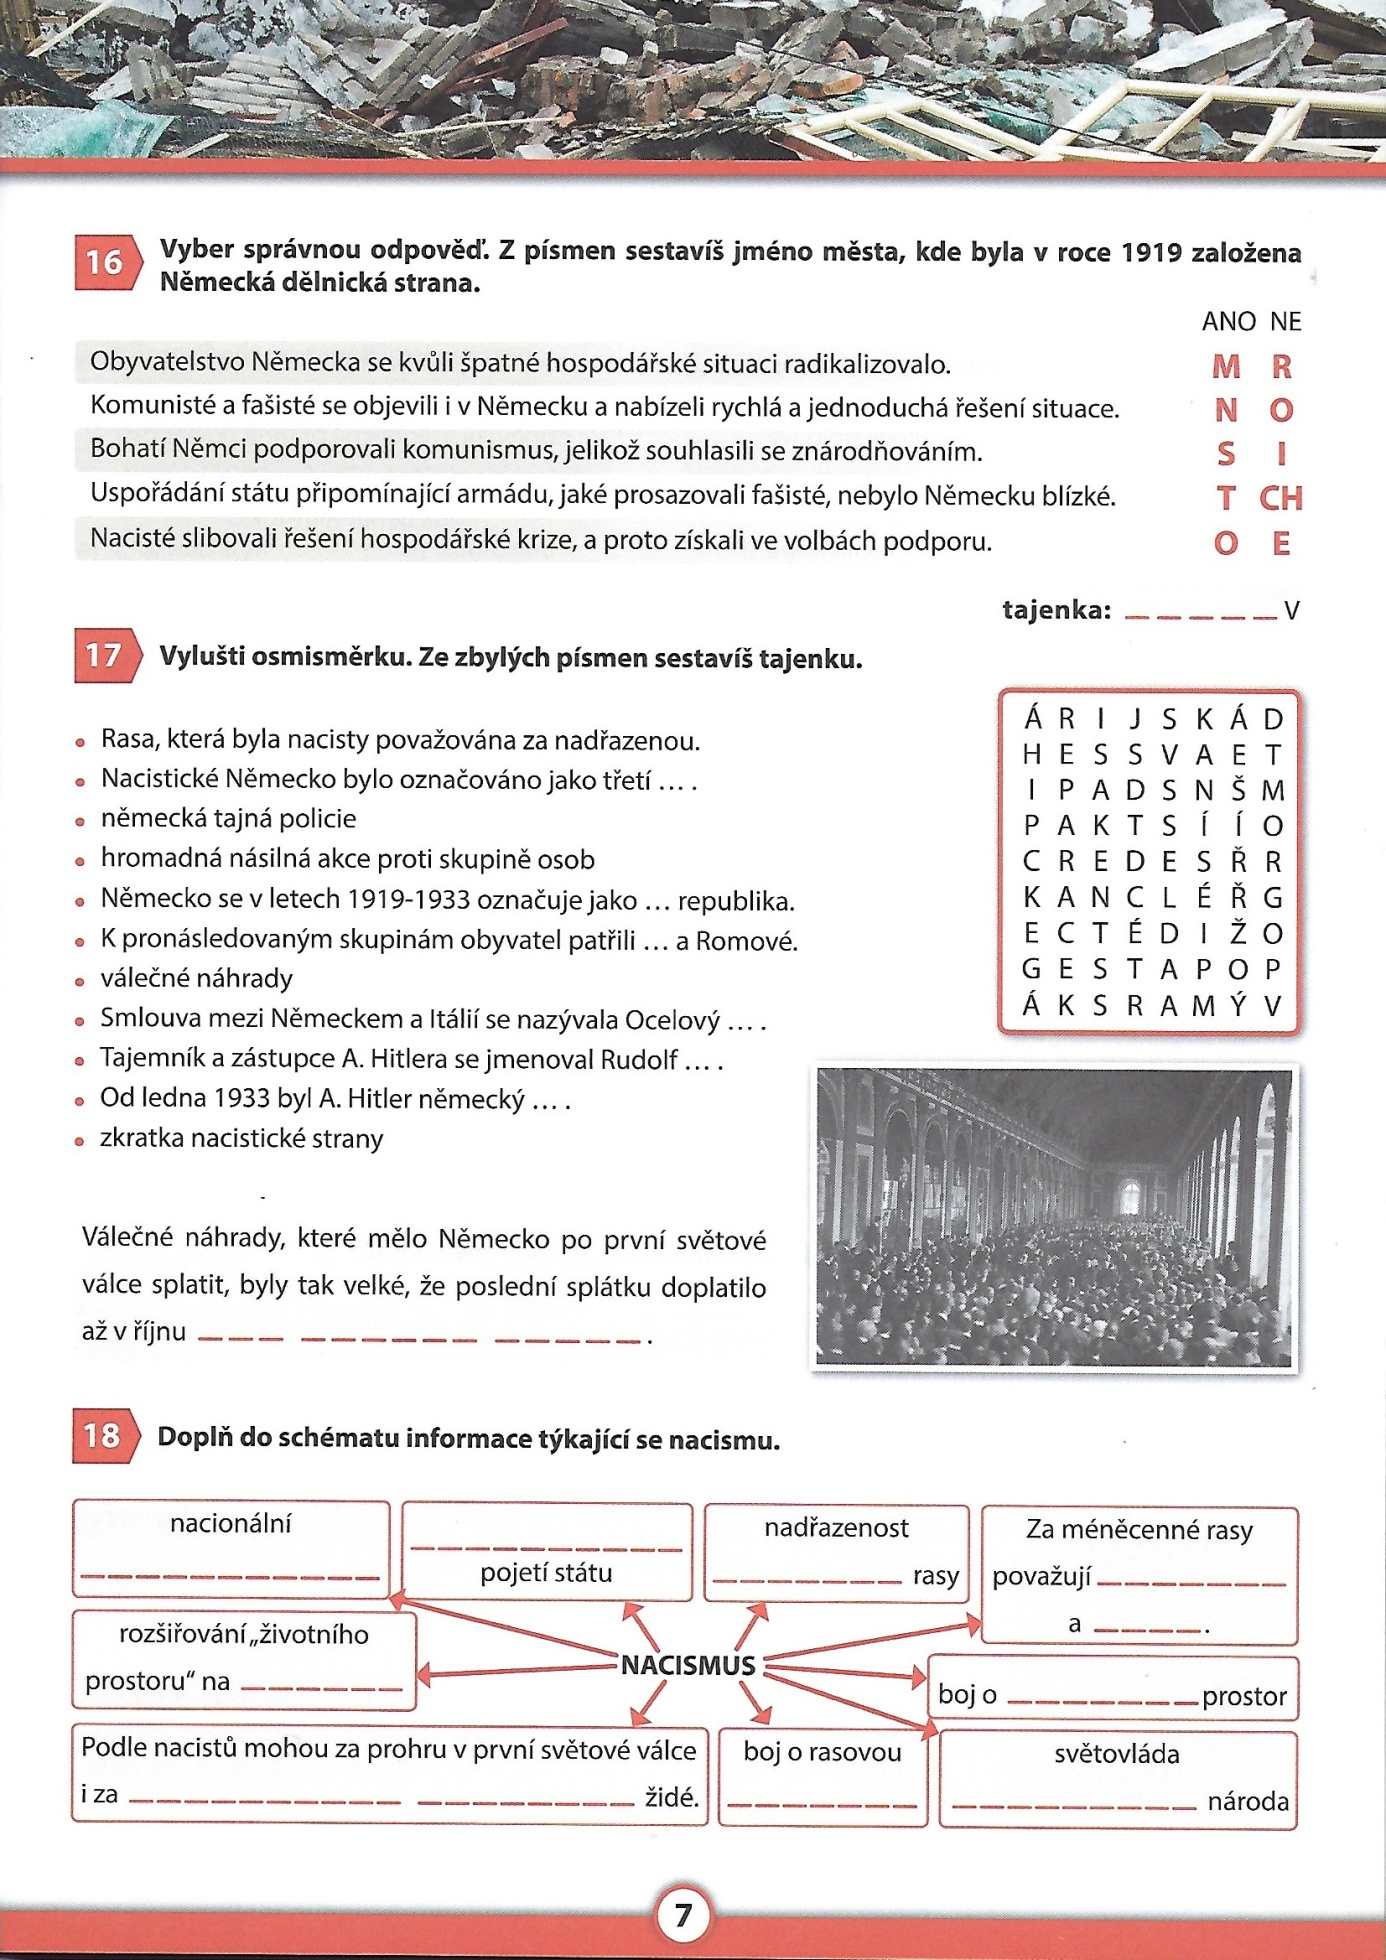 16 Vyber správnou odpověď. Z písmen sestavíš jméno města, kde byla v roce 1919 založena
Německá dělnická strana.
ANO NE
Obyvatelstvo Německa se kvůli špatné hospodářské situaci radikalizovalo. M R
Komunisté a fašisté se objevili i v Německu a nabízeli rychlá a jednoduchá řešení situace. N O
Bohatí Němci podporovali komunismus, jelikož souhlasili se znárodňováním. S I
Uspořádání státu připomínající armádu, jaké prosazovali fašisté, nebylo Německu blízké. T CH
Nacisté slibovali řešení hospodářské krize, a proto získali ve volbách podporu. O E
tajenka: _ _ _ _ _ V
17 Vylušti osmisměrku. Ze zbylých písmen sestavíš tajenku.
• Rasa, která byla nacisty považována za nadřazenou.
• Nacistické Německo bylo označováno jako třetí … .
• německá tajná policie
• hromadná násilná akce proti skupině osob
• Německo se v letech 1919-1933 označuje jako … republika.
• K pronásledovaným skupinám obyvatel patřili … a Romové.
• válečné náhrady
• Smlouva mezi Německem a Itálií se nazývala Ocelový … .
• Tajemník a zástupce A. Hitlera se jmenoval Rudolf … .
• Od ledna 1933 byl A. Hitler německý … .
• zkratka nacistické strany
Á R I J S K Á D
H E S S V A E T
I P A D S N Š M
P A K T S Í Í O
C R E D E S Ř R
K A N C L É Ř G
E C T É D I Ž O
G E S T A P O P
Á K S R A M Ý V
Válečné náhrady, které mělo Německo po první světové
válce splatit, byly tak velké, že poslední splátku doplatilo
až v říjnu _ _ _ _ _ _ _ _ _ _ _ _ _ _ .
18 Doplň do schématu informace týkající se nacismu.
nacionální
_ _ _ _ _ _ _ _ _ _ _
_ _ _ _ _ _ _ _ _ _
pojetí státu
nadřazenost
_ _ _ _ _ _ _ rasy
Za méněcenné rasy
považují _ _ _ _ _ _ _
a _ _ _ _ .
rozšiřování „životního
prostoru“ na _ _ _ _ _ _
NACISMUS
boj o _ _ _ _ _ _ _ prostor
Podle nacistů mohou za prohru v první světové válce
i za _ _ _ _ _ _ _ _ _ _ _ _ _ _ _ _ _ _ židé.
boj o rasovou
_ _ _ _ _ _ _
světovláda
_ _ _ _ _ _ _ _ _ národa
7